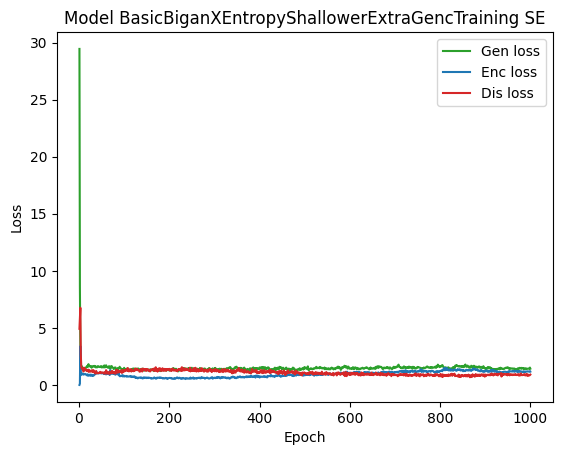 Model BasicBiganXEntropyShallowerExtraGencTraining SE
Gen loss
Enc loss
Dis loss
Loss
30
25
20
15
10
5
0
0 200 400 600 800 1000
Epoch